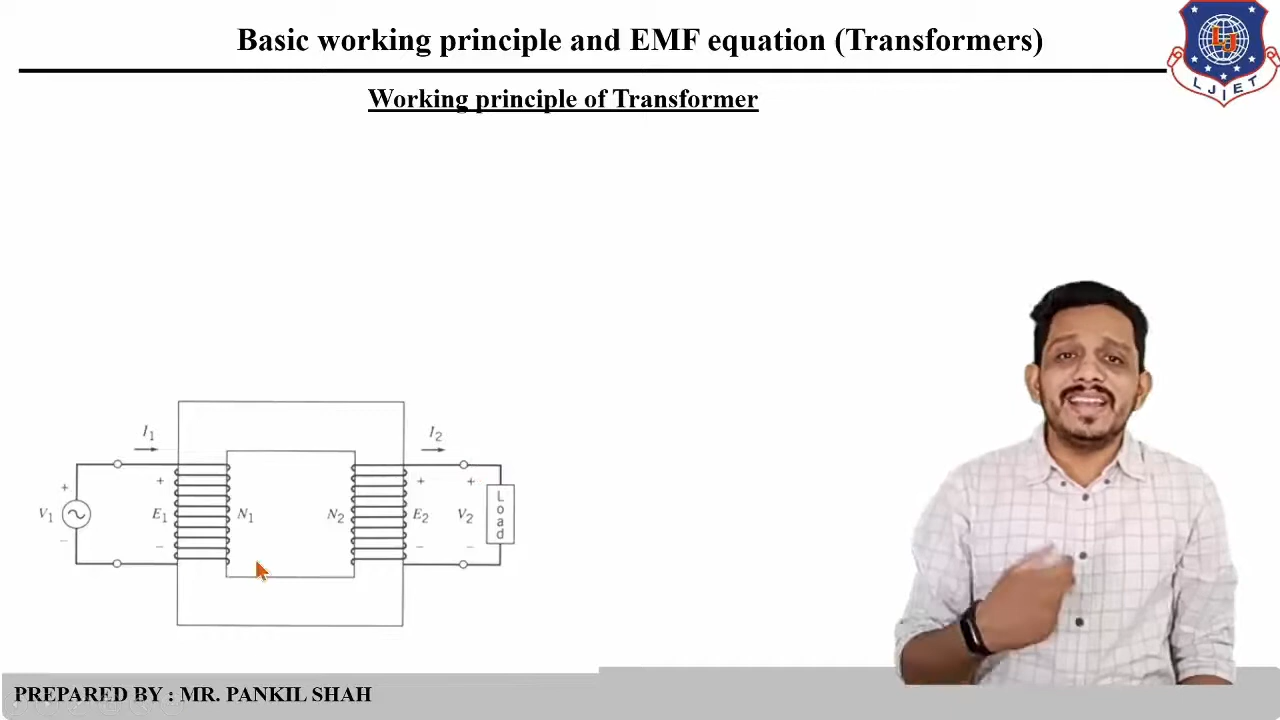 Basic working principle and EMF equation (Transformers)
LJIET
Working principle of Transformer
I1
I2
+ + + +
V1 E1 N1 N2 E2 V2 Load
− − − −
PREPARED BY : MR. PANKIL SHAH